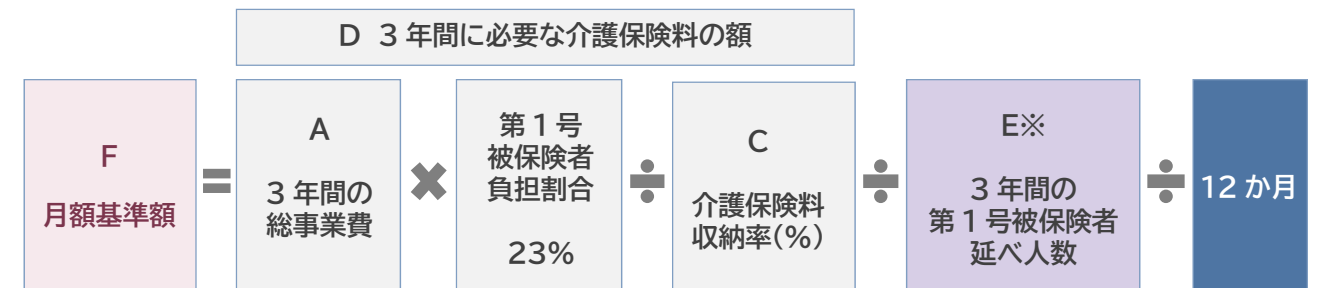 D 3年間に必要な介護保険料の額
F
月額基準額
=
A
3年間の
総事業費
×
第1号
被保険者
負担割合
23%
÷
C
介護保険料
収納率(%)
÷
E※
3年間の
第1号被保険者
延べ人数
÷
12か月